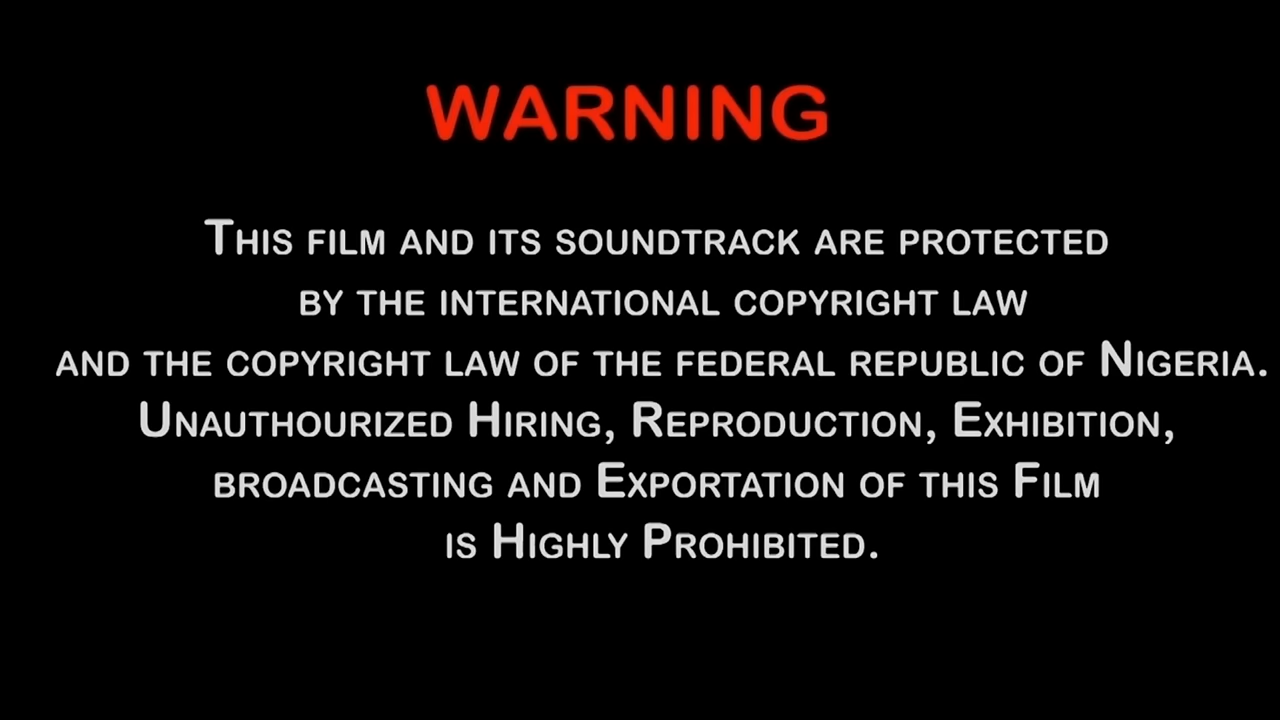 WARNING
This film and its soundtrack are protected
by the international copyright law
and the copyright law of the federal republic of Nigeria.
Unauthourized Hiring, Reproduction, Exhibition,
broadcasting and Exportation of this Film
is Highly Prohibited.